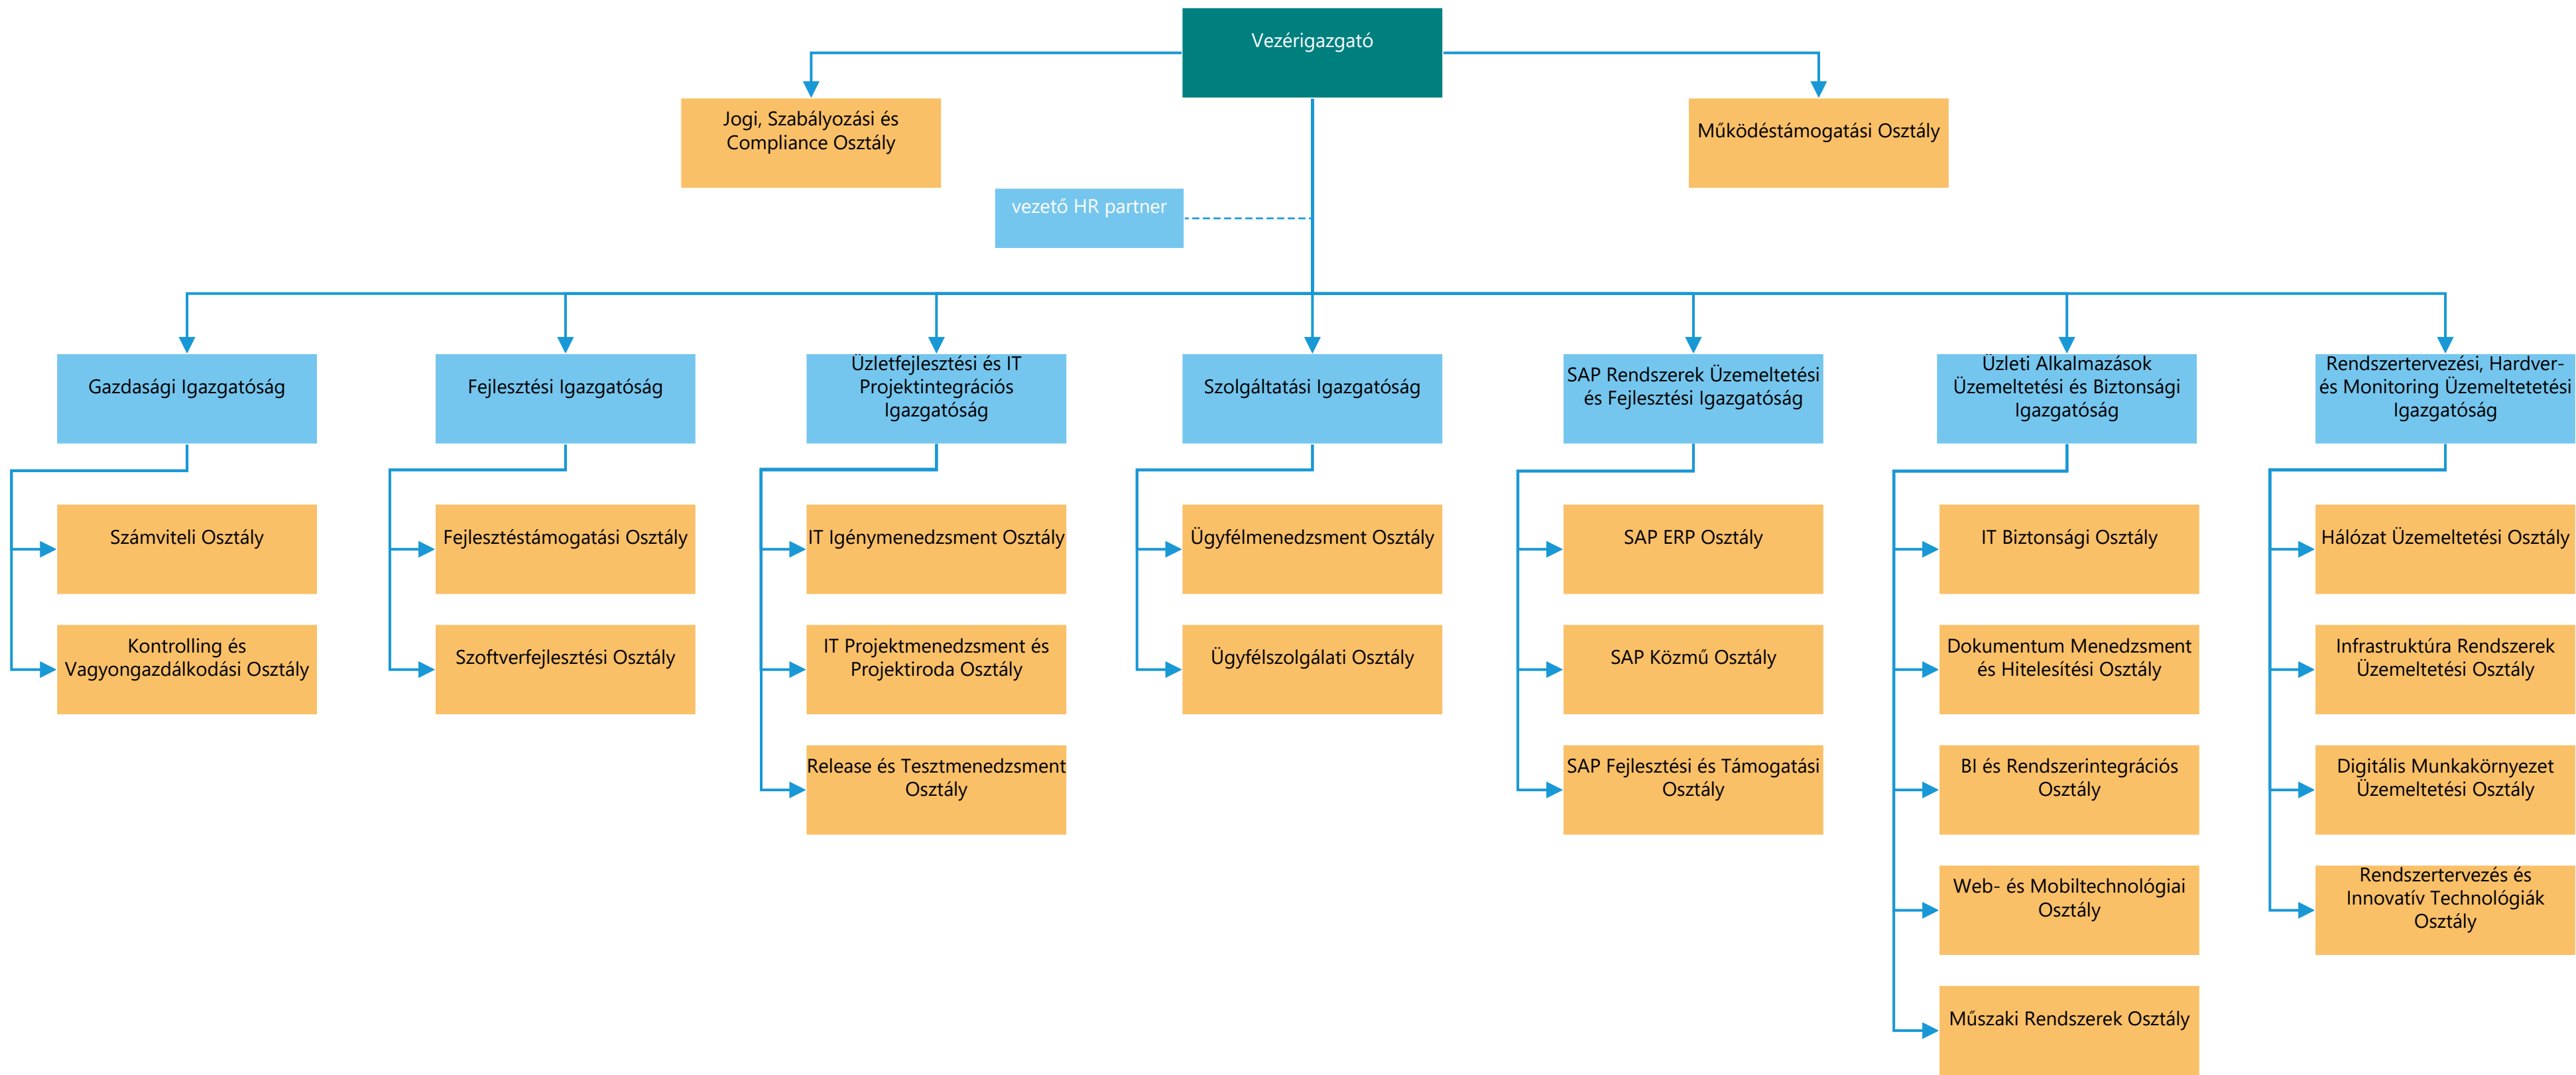 Vezérigazgató
Jogi, Szabályozási és
Compliance Osztály
Működéstámogatási Osztály
vezető HR partner
Gazdasági Igazgatóság
Fejlesztési Igazgatóság
Üzletfejlesztési és IT
Projektintegrációs
Igazgatóság
Szolgáltatási Igazgatóság
SAP Rendszerek Üzemeltetési
és Fejlesztési Igazgatóság
Üzleti Alkalmazások
Üzemeltetési és Biztonsági
Igazgatóság
Rendszertervezési, Hardver-
és Monitoring Üzemeltetetési
Igazgatóság
Számviteli Osztály
Fejlesztéstámogatási Osztály
IT Igénymenedzsment Osztály
Ügyfélmenedzsment Osztály
SAP ERP Osztály
IT Biztonsági Osztály
Hálózat Üzemeltetési Osztály
Kontrolling és
Vagyongazdálkodási Osztály
Szoftverfejlesztési Osztály
IT Projektmenedzsment és
Projektiroda Osztály
Ügyfélszolgálati Osztály
SAP Közmű Osztály
Dokumentum Menedzsment
és Hitelesítési Osztály
Infrastruktúra Rendszerek
Üzemeltetési Osztály
Release és Tesztmenedzsment
Osztály
SAP Fejlesztési és Támogatási
Osztály
BI és Rendszerintegrációs
Osztály
Digitális Munkakörnyezet
Üzemeltetési Osztály
Web- és Mobiltechnológiai
Osztály
Rendszertervezés és
Innovatív Technológiák
Osztály
Műszaki Rendszerek Osztály